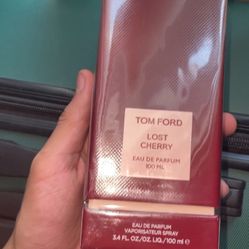 TOM FORD
LOST
CHERRY
EAU DE PARFUM
100 ML
EAU DE PARFUM
VAPORISATEUR SPRAY
3.4 FL.OZ./OZ.LIQ./100 ml ℮